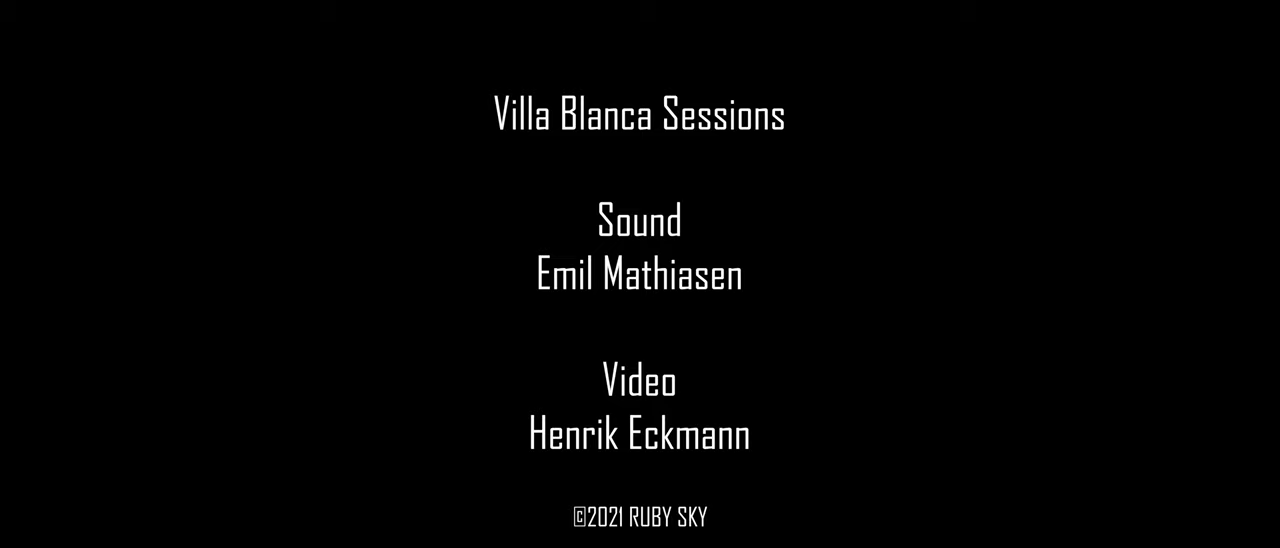 Villa Blanca Sessions
Sound
Emil Mathiasen
Video
Henrik Eckmann
©2021 RUBY SKY